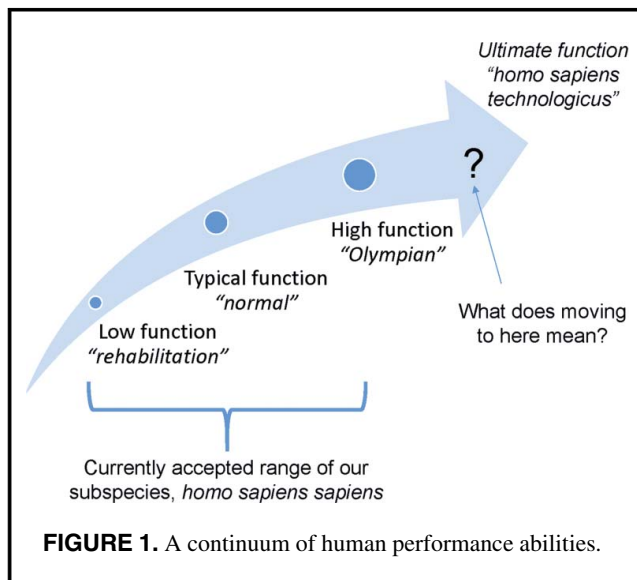 Ultimate function
“homo sapiens
technologicus”
?
High function
“Olympian”
Typical function
“normal”
What does moving
to here mean?
Low function
“rehabilitation”
Currently accepted range of our
subspecies, homo sapiens sapiens
FIGURE 1. A continuum of human performance abilities.